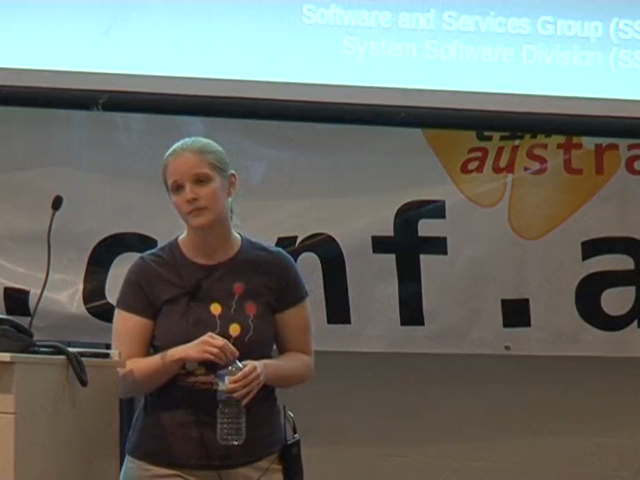 Software and Services Group (SS
System Software Division (SS
austra
.conf.a